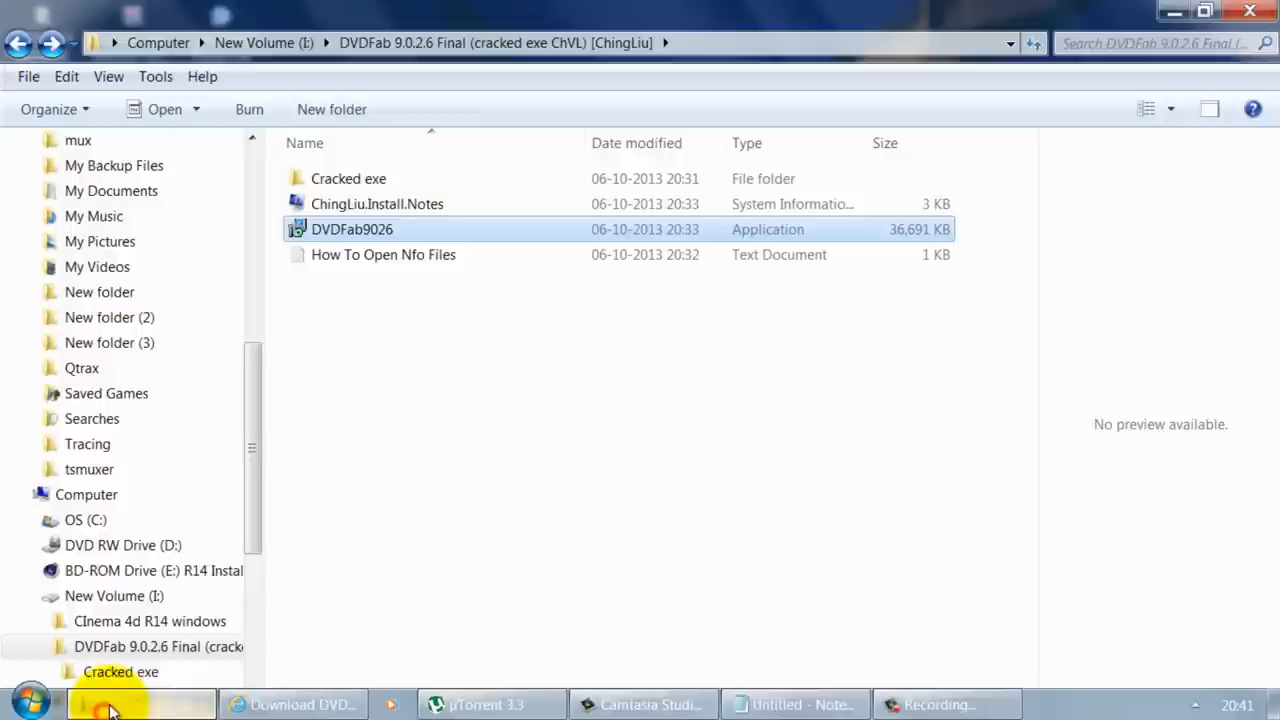 Computer New Volume (I:) DVDFab 9.0.2.6 Final (cracked exe ChVL) [ChingLiu] Search DVDFab 9.0.2.6 Final (...
File Edit View Tools Help
Organize Open Burn New folder
Name Date modified Type Size
Cracked exe 06-10-2013 20:31 File folder
ChingLiu.Install.Notes 06-10-2013 20:33 System Informatio... 3 KB
DVDFab9026 06-10-2013 20:33 Application 36,691 KB
How To Open Nfo Files 06-10-2013 20:32 Text Document 1 KB
mux
My Backup Files
My Documents
My Music
My Pictures
My Videos
New folder
New folder (2)
New folder (3)
Qtrax
Saved Games
Searches
Tracing
tsmuxer
Computer
OS (C:)
DVD RW Drive (D:)
BD-ROM Drive (E:) R14 Instal
New Volume (I:)
CInema 4d R14 windows
DVDFab 9.0.2.6 Final (cracke
Cracked exe
No preview available.
Download DVD... µTorrent 3.3 Camtasia Studi... Untitled - Note... Recording... 20:41